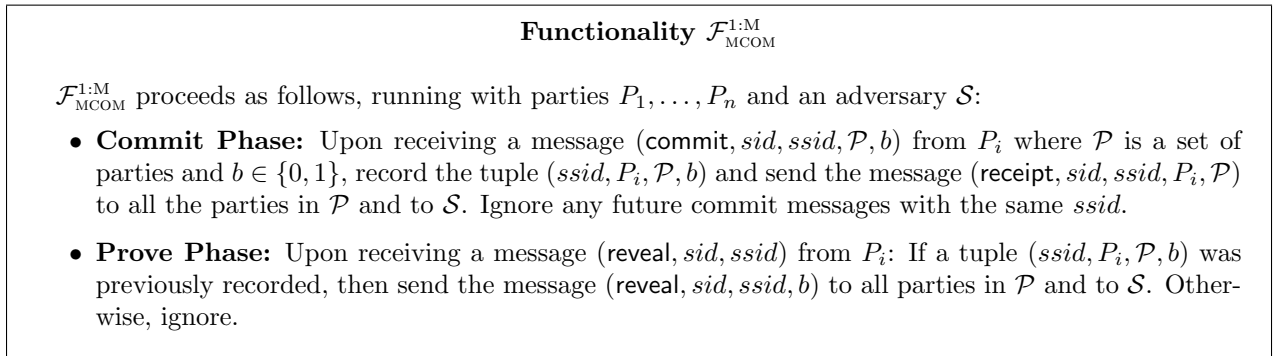 Functionality $\mathcal{F}_{\text{MCOM}}^{1:\text{M}}$
$\mathcal{F}_{\text{MCOM}}^{1:\text{M}}$ proceeds as follows, running with parties $P_1, \ldots, P_n$ and an adversary $\mathcal{S}$:
• Commit Phase: Upon receiving a message (commit, $sid$, $ssid$, $\mathcal{P}$, $b$) from $P_i$ where $\mathcal{P}$ is a set of
parties and $b \in \{0, 1\}$, record the tuple ($ssid$, $P_i$, $\mathcal{P}$, $b$) and send the message (receipt, $sid$, $ssid$, $P_i$, $\mathcal{P}$)
to all the parties in $\mathcal{P}$ and to $\mathcal{S}$. Ignore any future commit messages with the same $ssid$.
• Prove Phase: Upon receiving a message (reveal, $sid$, $ssid$) from $P_i$: If a tuple ($ssid$, $P_i$, $\mathcal{P}$, $b$) was
previously recorded, then send the message (reveal, $sid$, $ssid$, $b$) to all parties in $\mathcal{P}$ and to $\mathcal{S}$. Other-
wise, ignore.